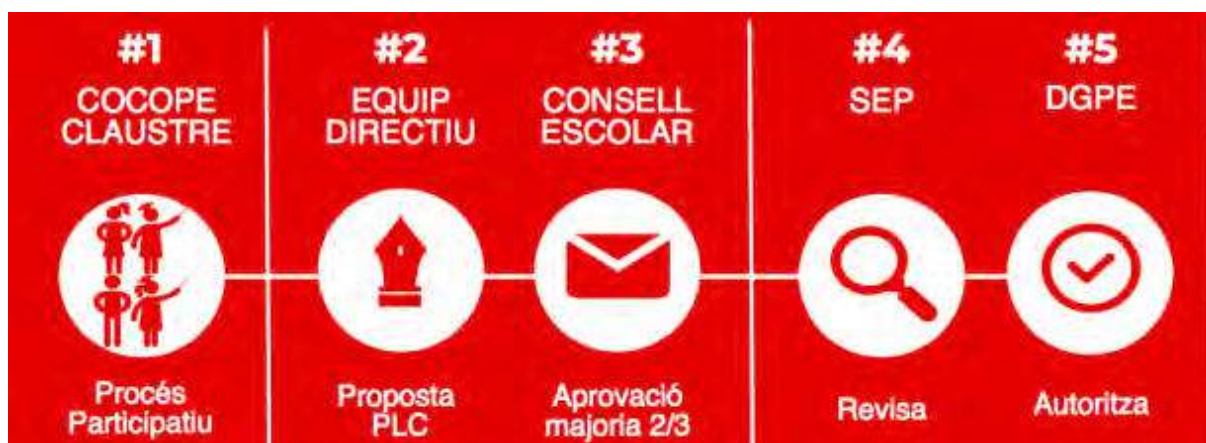 #1
COCOPE
CLAUSTRE
Procés
Participatiu
#2
EQUIP
DIRECTIU
Proposta
PLC
#3
CONSELL
ESCOLAR
Aprovació
majoria 2/3
#4
SEP
Revisa
#5
DGPE
Autoritza